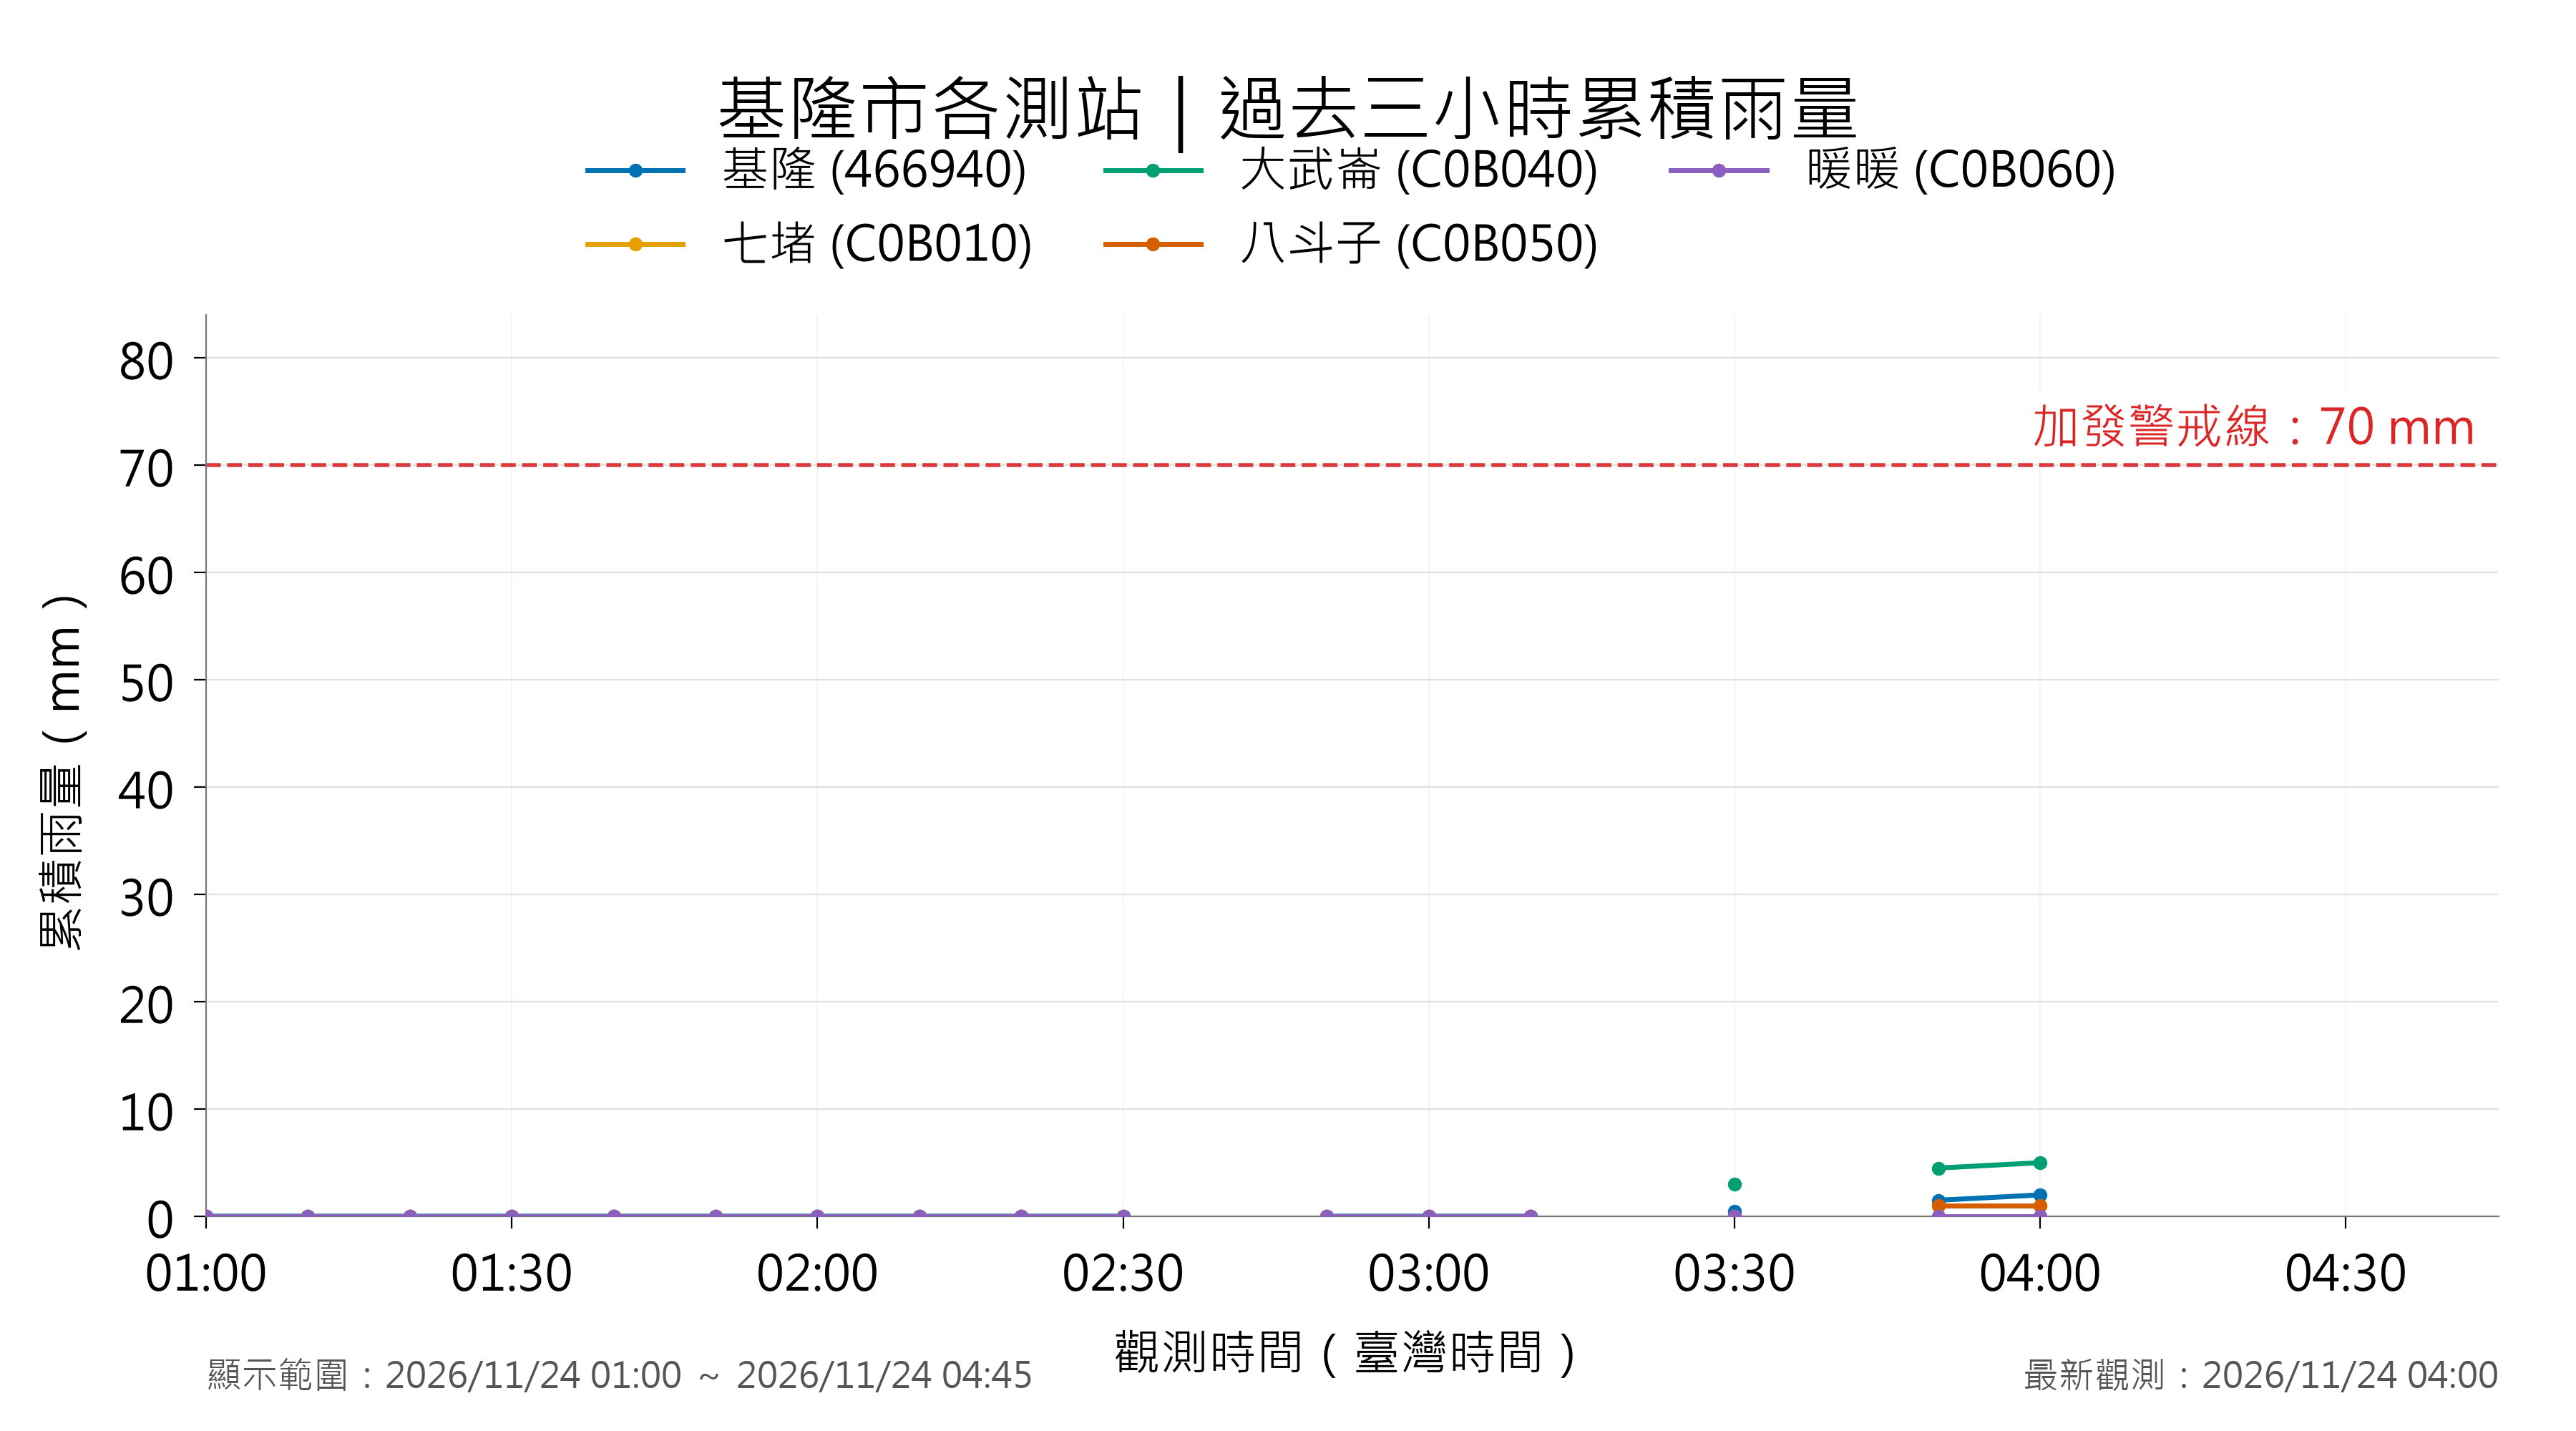 基隆市各測站｜過去三小時累積雨量
基隆 (466940)
大武崙 (C0B040)
暖暖 (C0B060)
七堵 (C0B010)
八斗子 (C0B050)
加發警戒線：70 mm
80
70
60
50
40
30
20
10
0
累積雨量（mm）
01:00 01:30 02:00 02:30 03:00 03:30 04:00 04:30
觀測時間（臺灣時間）
顯示範圍：2026/11/24 01:00 ~ 2026/11/24 04:45
最新觀測：2026/11/24 04:00